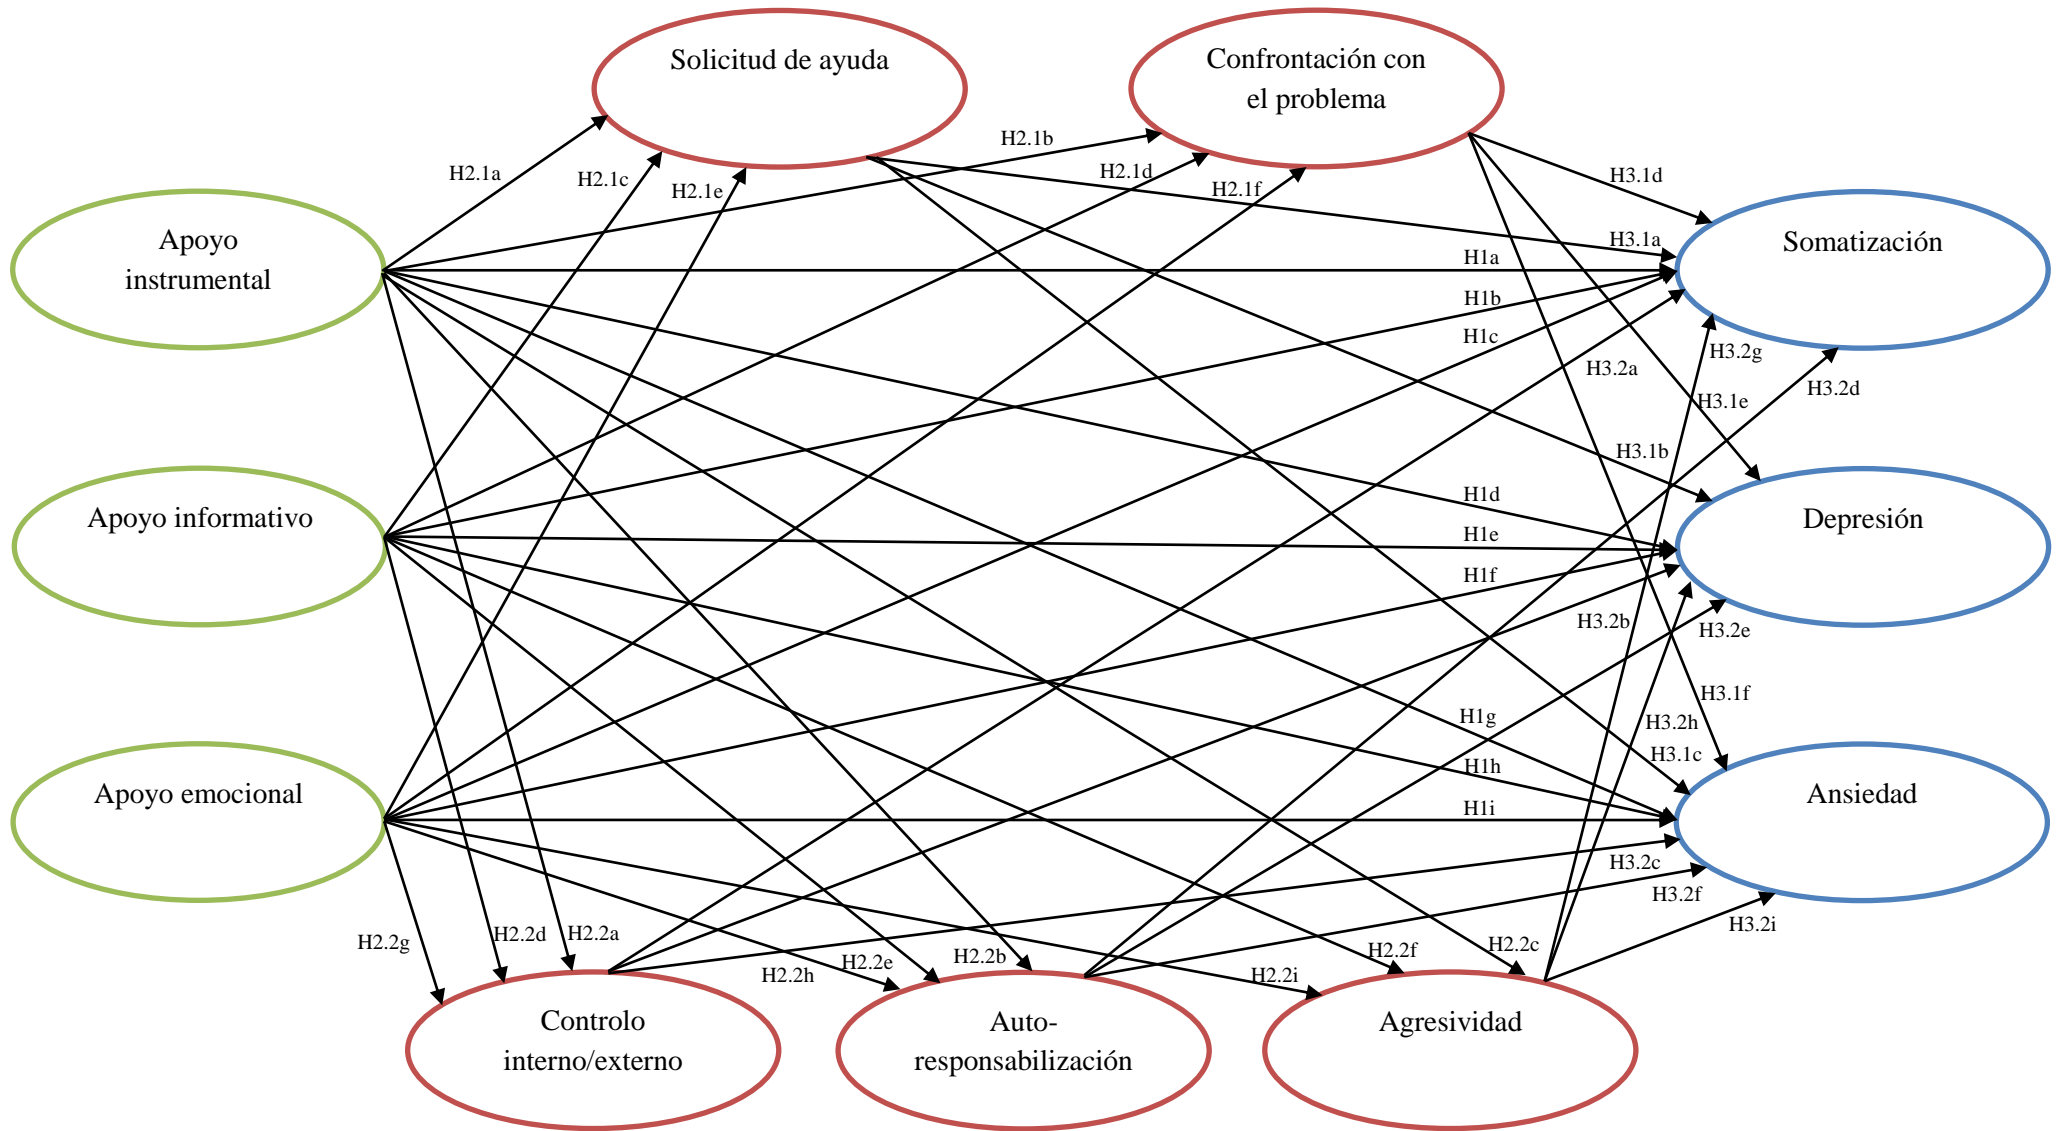 Solicitud de ayuda
Confrontación con
el problema
H2.1a
H2.1c
H2.1e
H2.1b
H2.1d
H2.1f
H3.1d
Apoyo
instrumental
H3.1a
Somatización
H1a
H1b
H1c
H3.2a
H3.2g
H3.2d
H3.1e
H3.1b
Apoyo informativo
H1d
H1e
H1f
Depresión
H3.2b
H3.2e
H3.1f
H1g
H3.2h
H3.1c
Apoyo emocional
H1h
H1i
Ansiedad
H3.2c
H3.2f
H3.2i
H2.2g
H2.2d
H2.2a
H2.2h
H2.2e
H2.2b
H2.2i
H2.2f
H2.2c
Controlo
interno/externo
Auto-
responsabilización
Agresividad